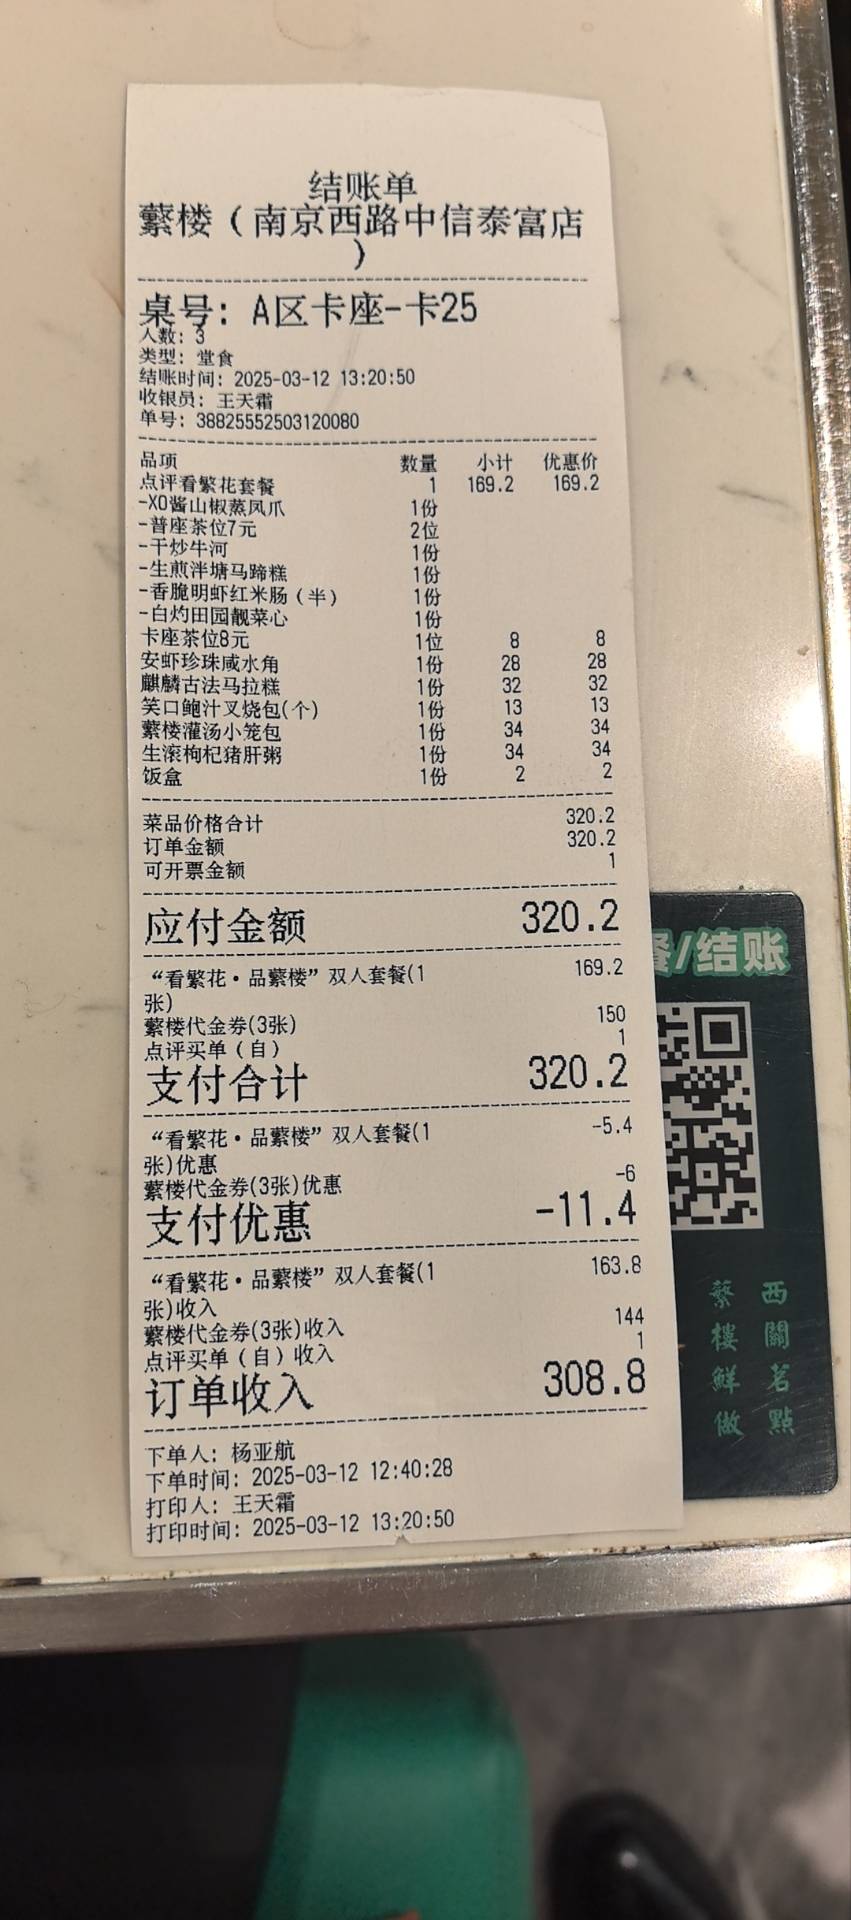 结账单
蘩楼（南京西路中信泰富店
）
桌号: A区卡座-卡25
人数: 3
类型: 堂食
结账时间: 2025-03-12 13:20:50
收银员: 王天霜
单号: 38825552503120080
品项 数量 小计 优惠价
点评看繁花套餐 1 169.2 169.2
-XO酱山椒蒸凤爪 1份
-普座茶位7元 2位
-干炒牛河 1份
-生煎泮塘马蹄糕 1份
-香脆明虾红米肠（半） 1份
-白灼田园靓菜心 1份
卡座茶位8元 1位 8 8
安虾珍珠咸水角 1份 28 28
麒麟古法马拉糕 1份 32 32
笑口鲍汁叉烧包(个) 1份 13 13
蘩楼灌汤小笼包 1份 34 34
生滚枸杞猪肝粥 1份 34 34
饭盒 1份 2 2
菜品价格合计 320.2
订单金额 320.2
可开票金额 1
应付金额 320.2
“看繁花·品蘩楼”双人套餐(1 169.2
张)
蘩楼代金券(3张) 150
点评买单（自） 1
支付合计 320.2
“看繁花·品蘩楼”双人套餐(1 -5.4
张)优惠
蘩楼代金券(3张)优惠 -6
支付优惠 -11.4
“看繁花·品蘩楼”双人套餐(1 163.8
张)收入
蘩楼代金券(3张)收入 144
点评买单（自）收入 1
订单收入 308.8
下单人: 杨亚航
下单时间: 2025-03-12 12:40:28
打印人: 王天霜
打印时间: 2025-03-12 13:20:50
餐/结账
西關茗點
蘩樓鮮做